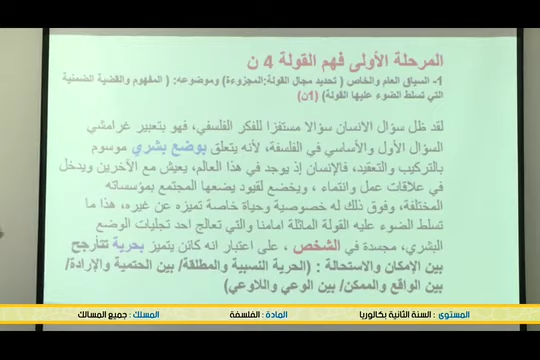 المرحلة الأولى فهم القولة 4 ن
1- السياق العام والخاص ( تحديد مجال القولة:المجزوءة) وموضوعه: ( المفهوم والقضية الضمنية
التي تسلط الضوء عليها القولة) (1ن)
لقد ظل سؤال الانسان سؤالا مستفزا للفكر الفلسفي، فهو بتعبير غرامشي
السؤال الأول والأساسي في الفلسفة، لأنه يتعلق بوضع بشري موسوم
بالتركيب والتعقيد، فالإنسان إذ يوجد في هذا العالم، يعيش مع الآخرين ويدخل
في علاقات عمل وانتماء ، ويخضع لقيود يضعها المجتمع بمؤسساته
المختلفة، وفوق ذلك له خصوصية وحياة خاصة تميزه عن غيره، هذا ما
تسلط الضوء عليه القولة الماثلة امامنا والتي تعالج احد تجليات الوضع
البشري، مجسدة في الشخص ، على اعتبار انه كائن يتميز بحرية تتأرجح
بين الإمكان والاستحالة : (الحرية النسبية والمطلقة/ بين الحتمية والإرادة/
بين الواقع والممكن/ بين الوعي واللاوعي)
المستوى : السنة الثانية بكالوريا المادة : الفلسفة المسلك : جميع المسالك